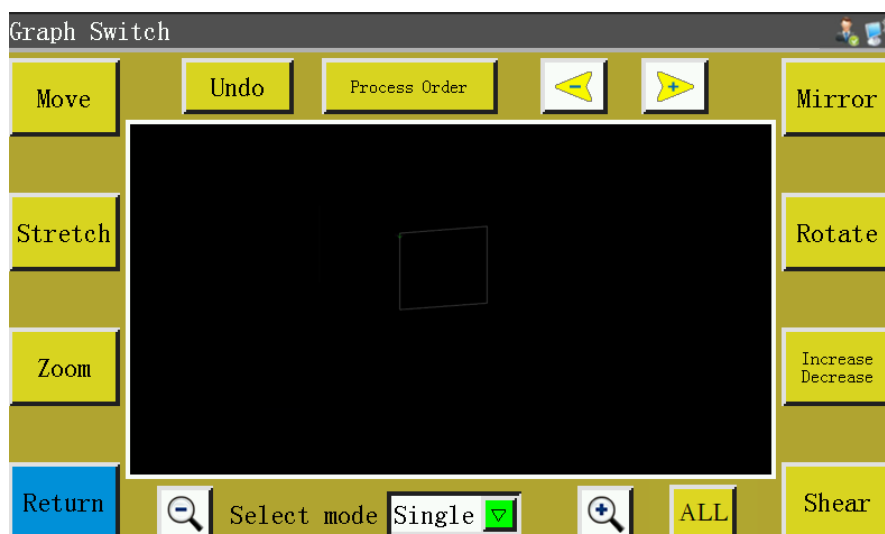 Graph Switch
Move
Undo
Process Order
Mirror
Stretch
Rotate
Zoom
Increase
Decrease
Return
Select mode Single
ALL
Shear